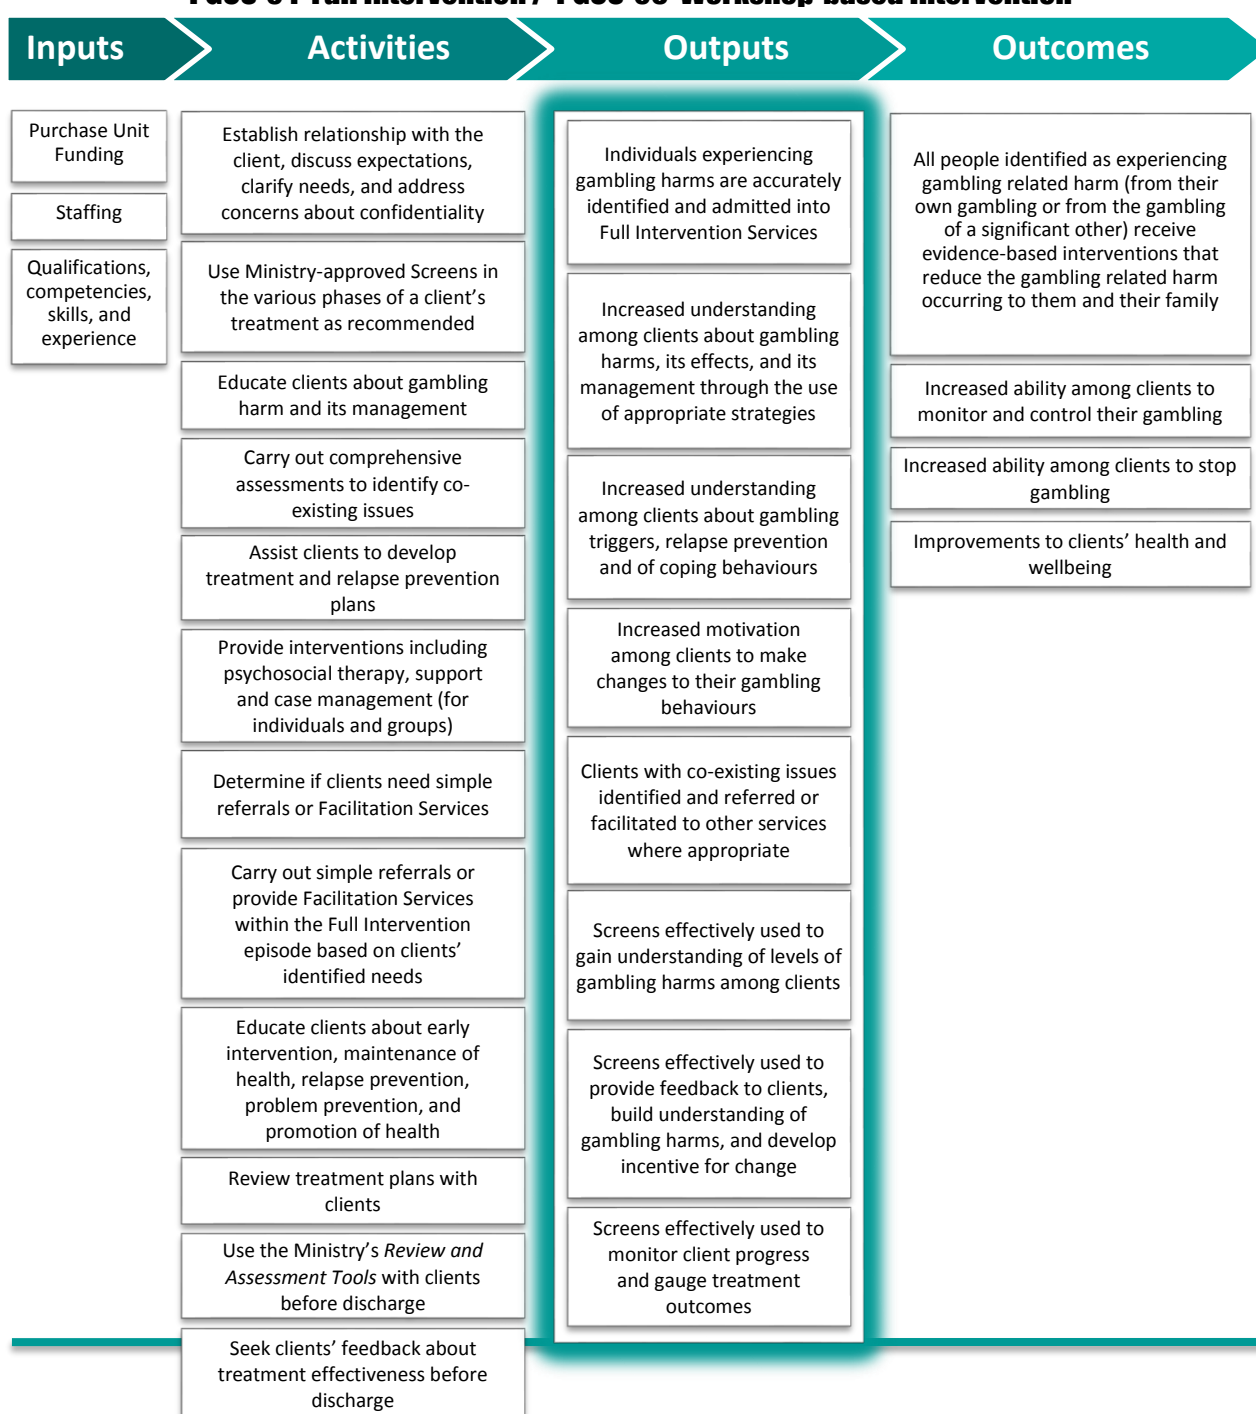 Inputs
Activities
Outputs
Outcomes
Purchase Unit
Funding
Staffing
Qualifications,
competencies,
skills, and
experience
Establish relationship with the
client, discuss expectations,
clarify needs, and address
concerns about confidentiality
Use Ministry-approved Screens in
the various phases of a client’s
treatment as recommended
Educate clients about gambling
harm and its management
Carry out comprehensive
assessments to identify co-
existing issues
Assist clients to develop
treatment and relapse prevention
plans
Provide interventions including
psychosocial therapy, support
and case management (for
individuals and groups)
Determine if clients need simple
referrals or Facilitation Services
Carry out simple referrals or
provide Facilitation Services
within the Full Intervention
episode based on clients’
identified needs
Educate clients about early
intervention, maintenance of
health, relapse prevention,
problem prevention, and
promotion of health
Review treatment plans with
clients
Use the Ministry’s Review and
Assessment Tools with clients
before discharge
Seek clients’ feedback about
treatment effectiveness before
discharge
Individuals experiencing
gambling harms are accurately
identified and admitted into
Full Intervention Services
Increased understanding
among clients about gambling
harms, its effects, and its
management through the use
of appropriate strategies
Increased understanding
among clients about gambling
triggers, relapse prevention
and of coping behaviours
Increased motivation
among clients to make
changes to their gambling
behaviours
Clients with co-existing issues
identified and referred or
facilitated to other services
where appropriate
Screens effectively used to
gain understanding of levels of
gambling harms among clients
Screens effectively used to
provide feedback to clients,
build understanding of
gambling harms, and develop
incentive for change
Screens effectively used to
monitor client progress
and gauge treatment
outcomes
All people identified as experiencing
gambling related harm (from their
own gambling or from the gambling
of a significant other) receive
evidence-based interventions that
reduce the gambling related harm
occurring to them and their family
Increased ability among clients to
monitor and control their gambling
Increased ability among clients to stop
gambling
Improvements to clients’ health and
wellbeing